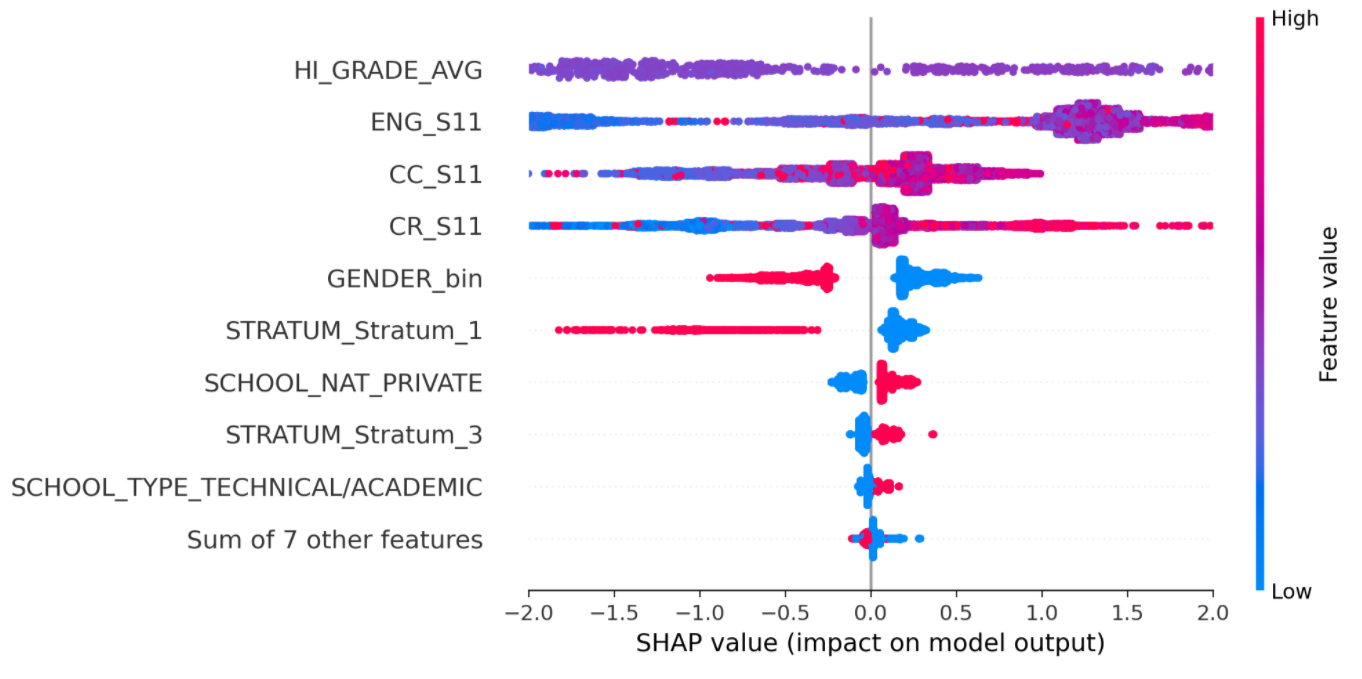 High
HI_GRADE_AVG
ENG_S11
CC_S11
CR_S11
GENDER_bin
STRATUM_Stratum_1
SCHOOL_NAT_PRIVATE
STRATUM_Stratum_3
SCHOOL_TYPE_TECHNICAL/ACADEMIC
Sum of 7 other features
Feature value
Low
−2.0 −1.5 −1.0 −0.5 0.0 0.5 1.0 1.5 2.0
SHAP value (impact on model output)